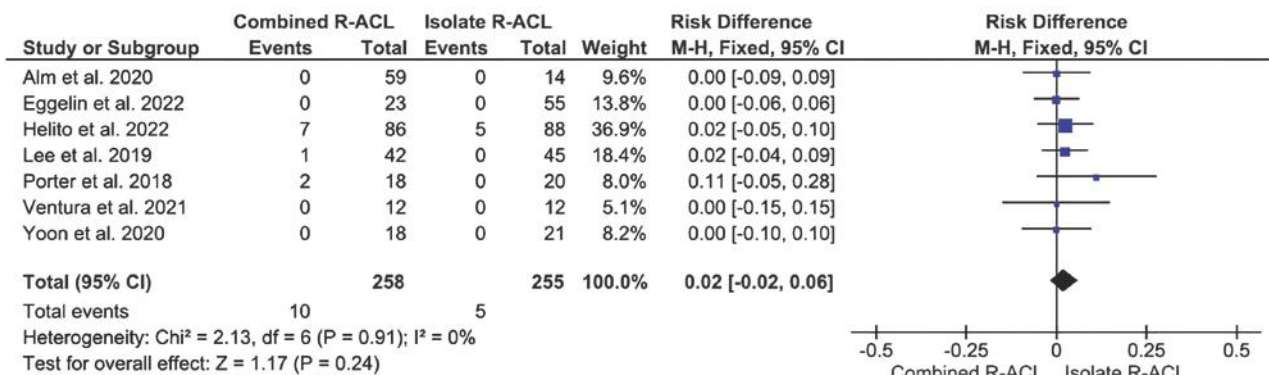 Combined R-ACL Isolate R-ACL Risk Difference Risk Difference
Study or Subgroup Events Total Events Total Weight M-H, Fixed, 95% CI M-H, Fixed, 95% CI
Alm et al. 2020 0 59 0 14 9.6% 0.00 [-0.09, 0.09]
Eggelin et al. 2022 0 23 0 55 13.8% 0.00 [-0.06, 0.06]
Helito et al. 2022 7 86 5 88 36.9% 0.02 [-0.05, 0.10]
Lee et al. 2019 1 42 0 45 18.4% 0.02 [-0.04, 0.09]
Porter et al. 2018 2 18 0 20 8.0% 0.11 [-0.05, 0.28]
Ventura et al. 2021 0 12 0 12 5.1% 0.00 [-0.15, 0.15]
Yoon et al. 2020 0 18 0 21 8.2% 0.00 [-0.10, 0.10]
Total (95% CI) 258 255 100.0% 0.02 [-0.02, 0.06]
Total events 10 5
Heterogeneity: Chi² = 2.13, df = 6 (P = 0.91); I² = 0%
Test for overall effect: Z = 1.17 (P = 0.24)
-0.5 -0.25 0 0.25 0.5
Combined R-ACL Isolate R-ACL